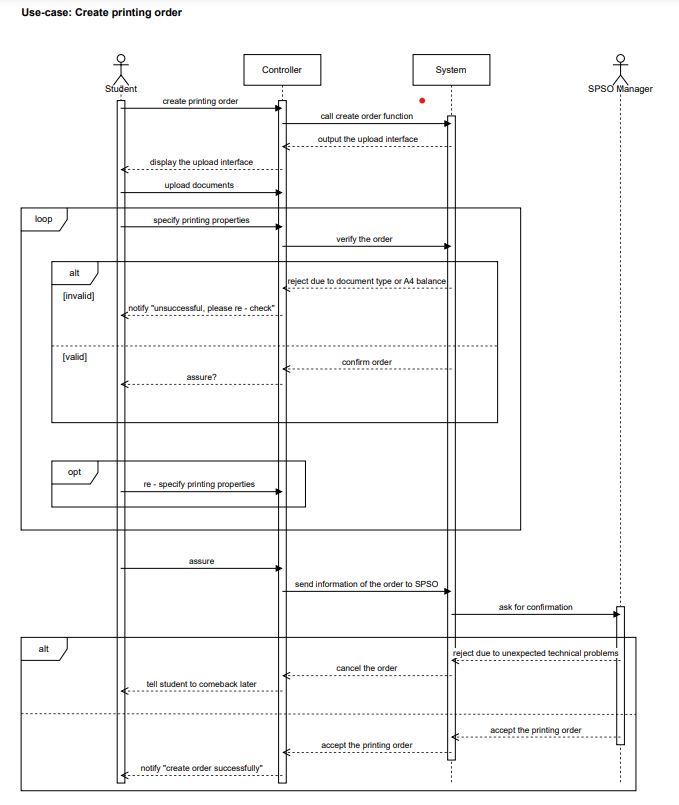 Use-case: Create printing order
Student
Controller
System
SPSO Manager
create printing order
call create order function
output the upload interface
display the upload interface
upload documents
loop
specify printing properties
verify the order
alt
reject due to document type or A4 balance
[invalid]
notify "unsuccessful, please re - check"
[valid]
confirm order
assure?
opt
re - specify printing properties
assure
send information of the order to SPSO
ask for confirmation
alt
reject due to unexpected technical problems
cancel the order
tell student to comeback later
accept the printing order
accept the printing order
notify "create order successfully"